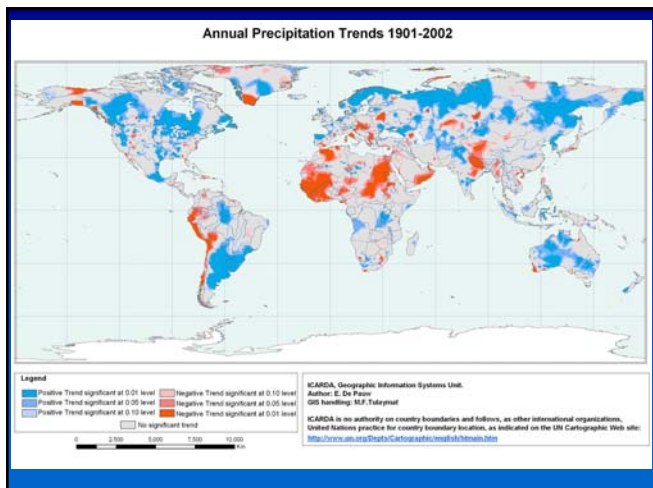 Annual Precipitation Trends 1901-2002
Legend
Positive Trend significant at 0.01 level
Negative Trend significant at 0.10 level
Positive Trend significant at 0.05 level
Negative Trend significant at 0.05 level
Positive Trend significant at 0.10 level
Negative Trend significant at 0.01 level
No significant trend
0 2,500 5,000 7,500 10,000
Km
ICARDA, Geographic Information Systems Unit.
Author: E. De Pauw
GIS handling: M.F.Tulaymat
ICARDA is no authority on country boundaries and follows, as other international organizations,
United Nations practice for country boundary location, as indicated on the UN Cartographic Web site:
http://www.un.org/Depts/Cartographic/english/htmain.htm